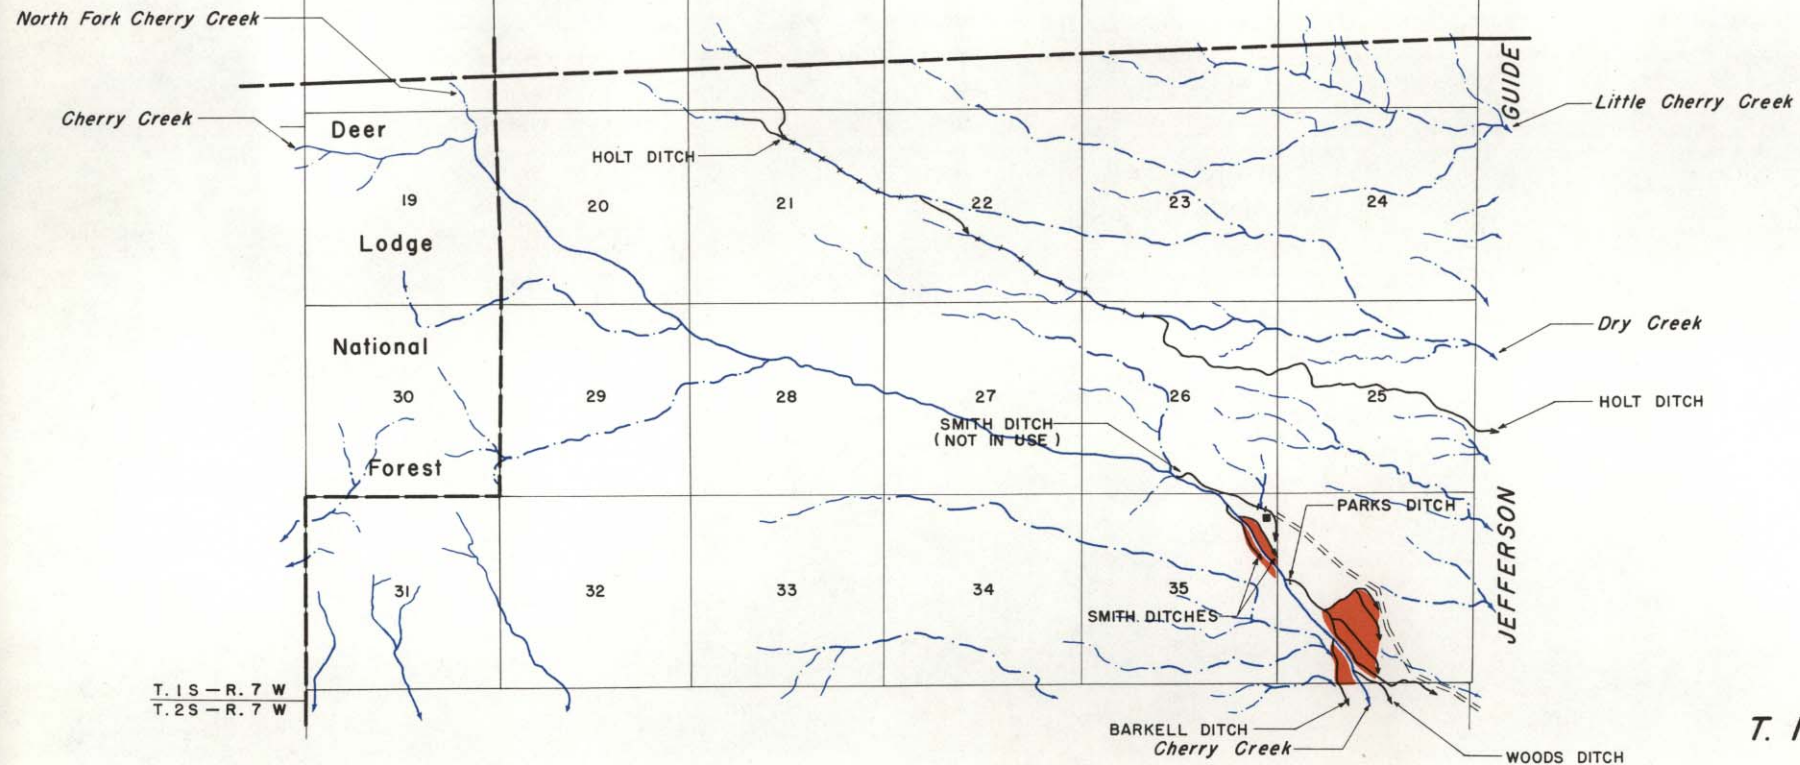 North Fork Cherry Creek
Cherry Creek
Deer
HOLT DITCH
GUIDE
Little Cherry Creek
19
20
21
22
23
24
Lodge
National
Dry Creek
30
29
28
27
26
25
HOLT DITCH
SMITH DITCH
(NOT IN USE)
Forest
PARKS DITCH
JEFFERSON
31
32
33
34
35
SMITH DITCHES
T. 1 S — R. 7 W
T. 2 S — R. 7 W
BARKELL DITCH
Cherry Creek
WOODS DITCH
T.